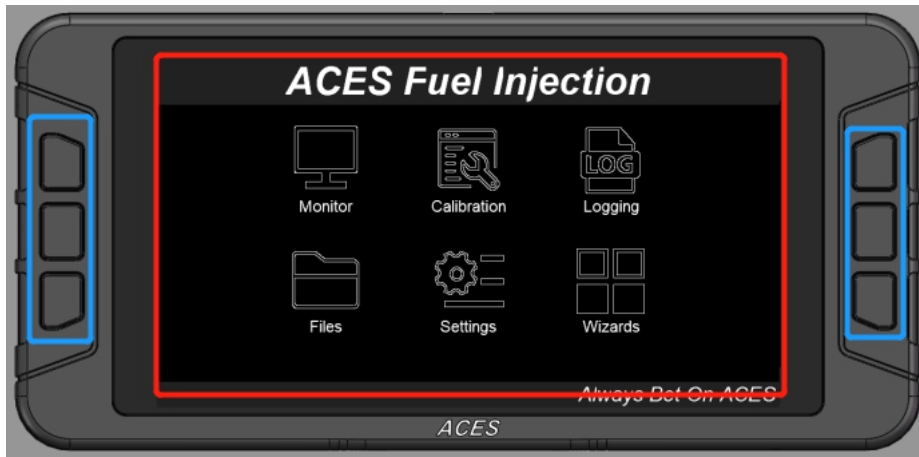 ACES Fuel Injection
Monitor
Calibration
LOG
Logging
Files
Settings
Wizards
Always Bet On ACES
ACES